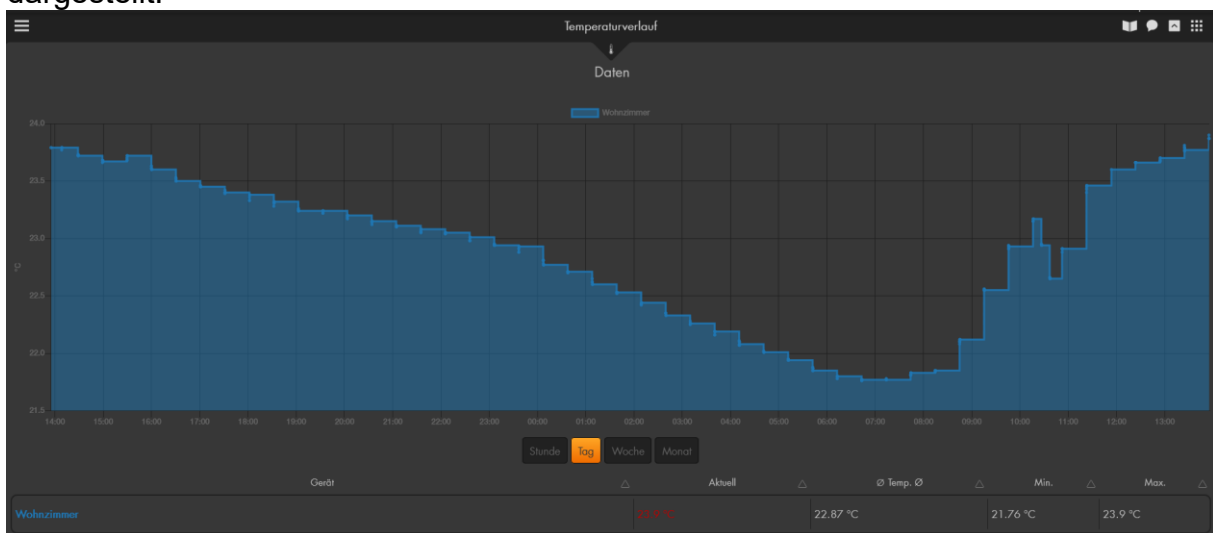 dargestellt.
Temperaturverlauf
Daten
Wohnzimmer
24.0
23.5
23.0
°C
22.5
22.0
21.5
14:00 15:00 16:00 17:00 18:00 19:00 20:00 21:00 22:00 23:00 00:00 01:00 02:00 03:00 04:00 05:00 06:00 07:00 08:00 09:00 10:00 11:00 12:00 13:00
Stunde Tag Woche Monat
Gerät Aktuell Ø Temp. Ø Min. Max.
Wohnzimmer 22.87 °C 21.76 °C 23.9 °C